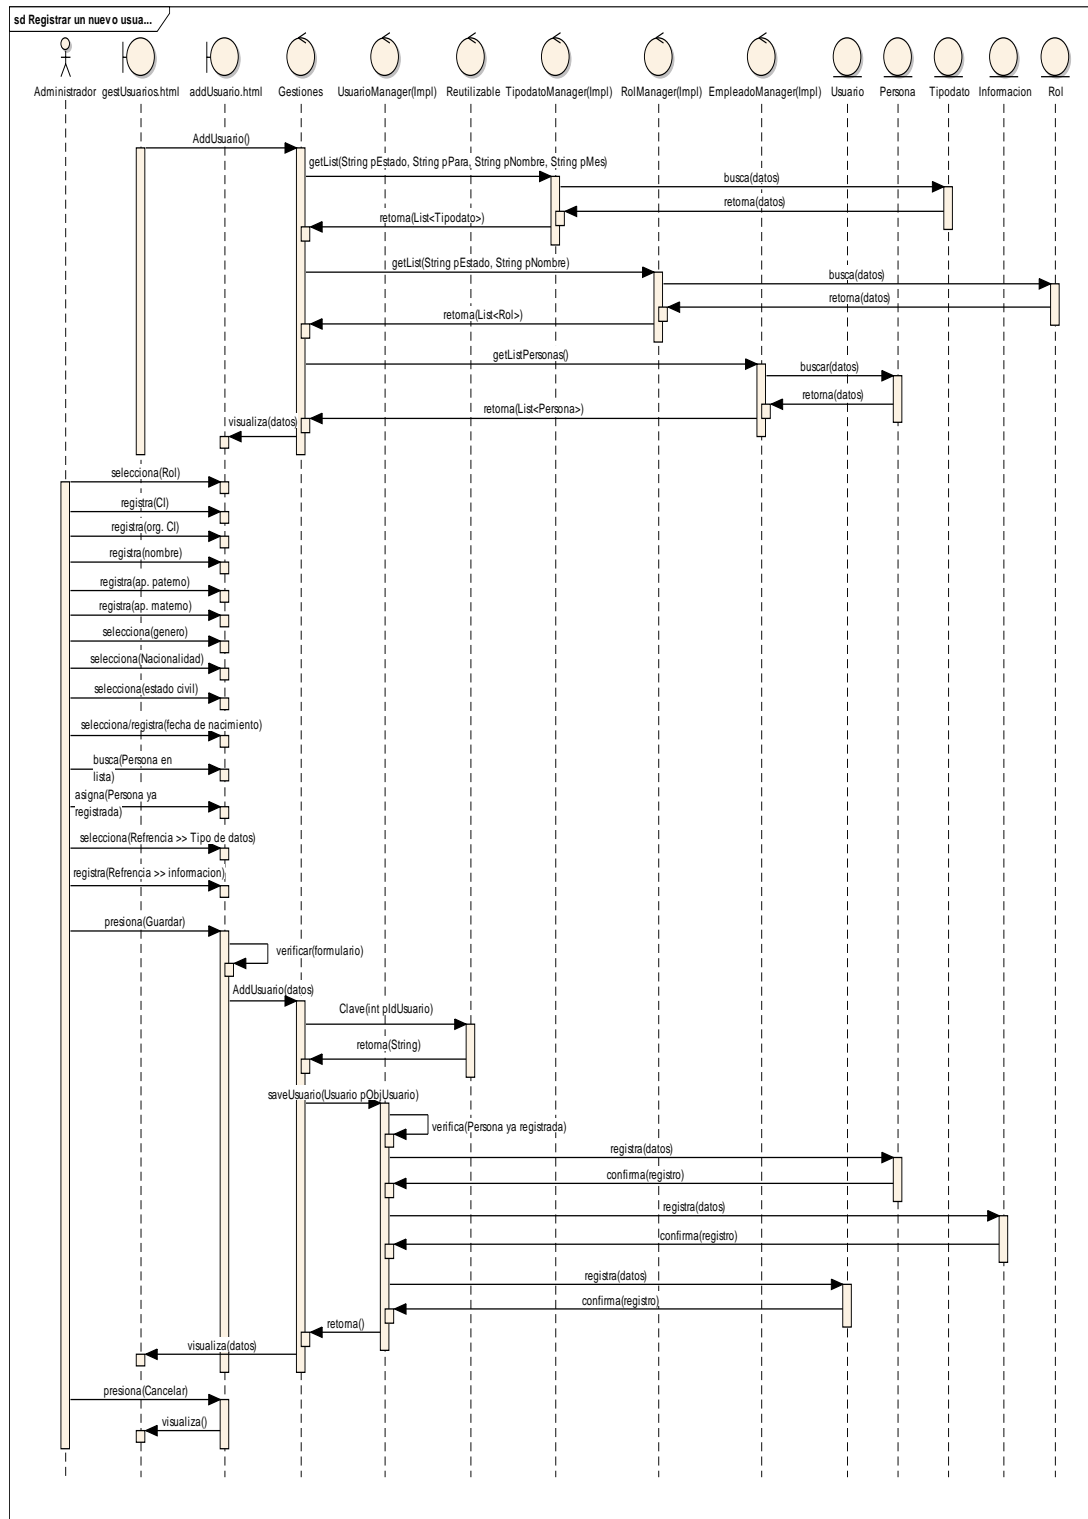 sd Registrar un nuevo usua...
Administrador
gestUsuarios.html
addUsuario.html
Gestiones
UsuarioManager(Impl)
Reutilizable
TipodatoManager(Impl)
RolManager(Impl)
EmpleadoManager(Impl)
Usuario
Persona
Tipodato
Informacion
Rol
AddUsuario()
getList(String pEstado, String pPara, String pNombre, String pMes)
busca(datos)
retorna(datos)
retorna(List<Tipodato>)
getList(String pEstado, String pNombre)
busca(datos)
retorna(datos)
retorna(List<Rol>)
getListPersonas()
buscar(datos)
retorna(datos)
retorna(List<Persona>)
visualiza(datos)
selecciona(Rol)
registra(CI)
registra(org. CI)
registra(nombre)
registra(ap. paterno)
registra(ap. materno)
selecciona(genero)
selecciona(Nacionalidad)
selecciona(estado civil)
selecciona/registra(fecha de nacimiento)
busca(Persona en
lista)
asigna(Persona ya
registrada)
selecciona(Refrencia >> Tipo de datos)
registra(Refrencia >> informacion)
presiona(Guardar)
verificar(formulario)
AddUsuario(datos)
Clave(int pIdUsuario)
retorna(String)
saveUsuario(Usuario pObjUsuario)
verifica(Persona ya registrada)
registra(datos)
confirma(registro)
registra(datos)
confirma(registro)
registra(datos)
confirma(registro)
retorna()
visualiza(datos)
presiona(Cancelar)
visualiza()